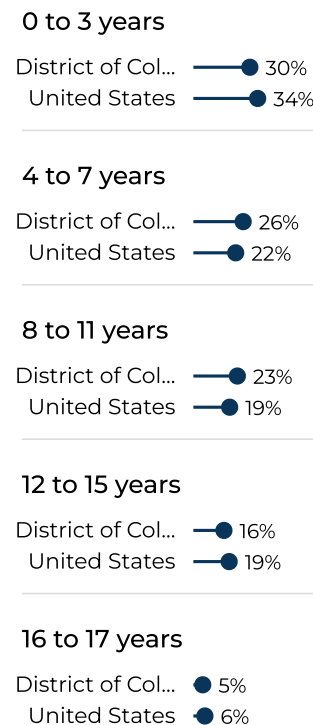 0 to 3 years
District of Col... 30%
United States 34%
4 to 7 years
District of Col... 26%
United States 22%
8 to 11 years
District of Col... 23%
United States 19%
12 to 15 years
District of Col... 16%
United States 19%
16 to 17 years
District of Col... 5%
United States 6%